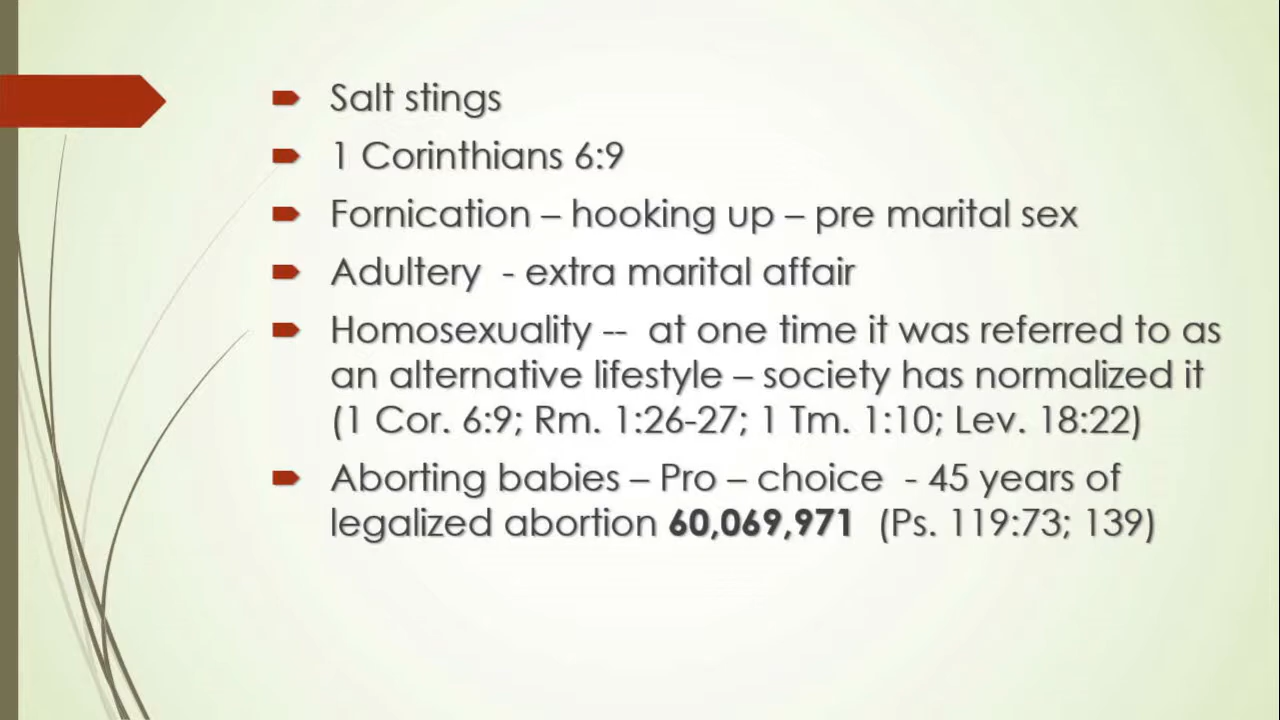 Salt stings
1 Corinthians 6:9
Fornication – hooking up – pre marital sex
Adultery  - extra marital affair
Homosexuality --  at one time it was referred to as
an alternative lifestyle – society has normalized it
(1 Cor. 6:9; Rm. 1:26-27; 1 Tm. 1:10; Lev. 18:22)
Aborting babies – Pro – choice  - 45 years of
legalized abortion 60,069,971  (Ps. 119:73; 139)